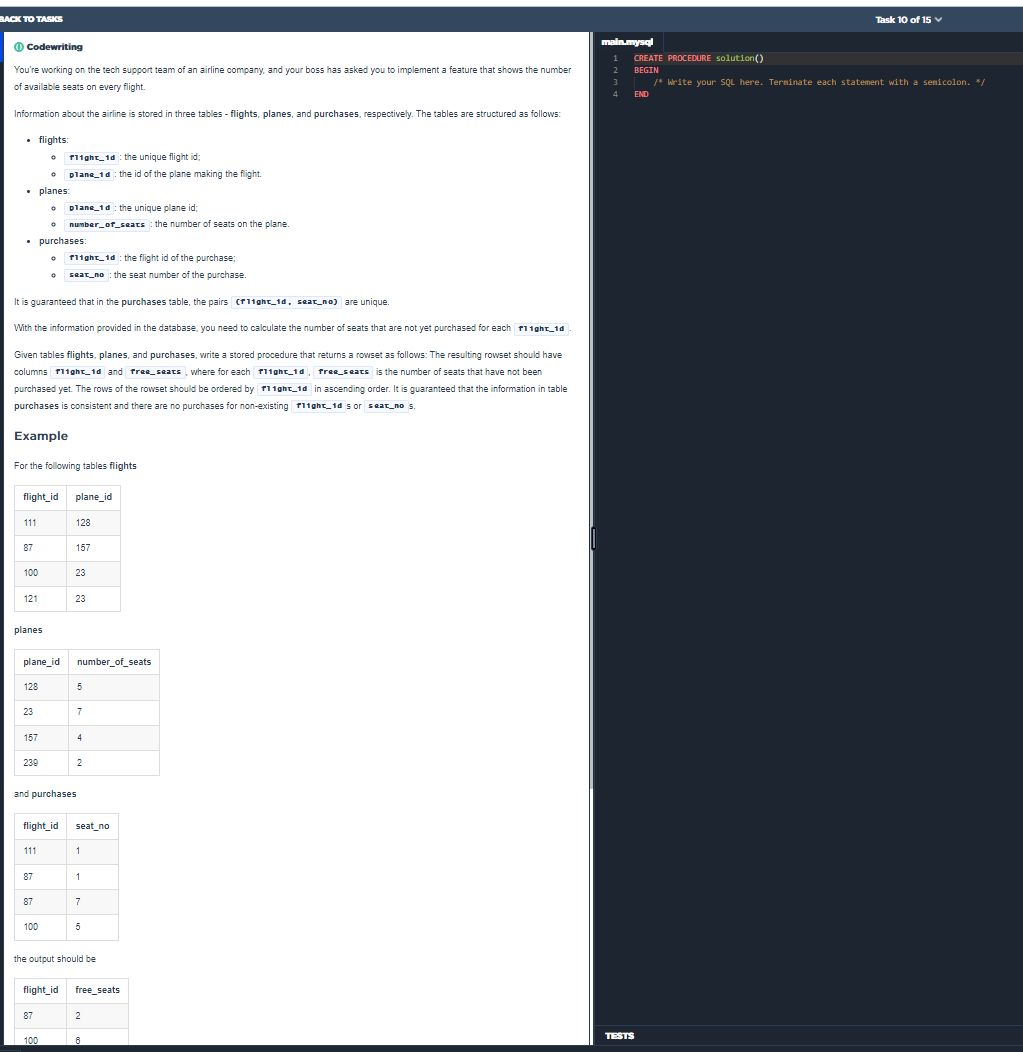 BACK TO TASKS
Task 10 of 15
Codewriting
You're working on the tech support team of an airline company, and your boss has asked you to implement a feature that shows the number
of available seats on every flight.
Information about the airline is stored in three tables - flights, planes, and purchases, respectively. The tables are structured as follows:
• flights:
flight_id : the unique flight id;
plane_id : the id of the plane making the flight.
• planes:
plane_id : the unique plane id;
number_of_seats : the number of seats on the plane.
• purchases:
flight_id : the flight id of the purchase;
seat_no : the seat number of the purchase.
It is guaranteed that in the purchases table, the pairs (flight_id, seat_no) are unique.
With the information provided in the database, you need to calculate the number of seats that are not yet purchased for each flight_id .
Given tables flights, planes, and purchases, write a stored procedure that returns a rowset as follows: The resulting rowset should have
columns flight_id and free_seats , where for each flight_id , free_seats is the number of seats that have not been
purchased yet. The rows of the rowset should be ordered by flight_id in ascending order. It is guaranteed that the information in table
purchases is consistent and there are no purchases for non-existing flight_id s or seat_no s.
Example
For the following tables flights
flight_id plane_id
111 128
87 157
100 23
121 23
planes
plane_id number_of_seats
128 5
23 7
157 4
239 2
and purchases
flight_id seat_no
111 1
87 1
87 7
100 5
the output should be
flight_id free_seats
87 2
100 6
main.mysql
1 CREATE PROCEDURE solution()
2 BEGIN
3 /* Write your SQL here. Terminate each statement with a semicolon. */
4 END
TESTS